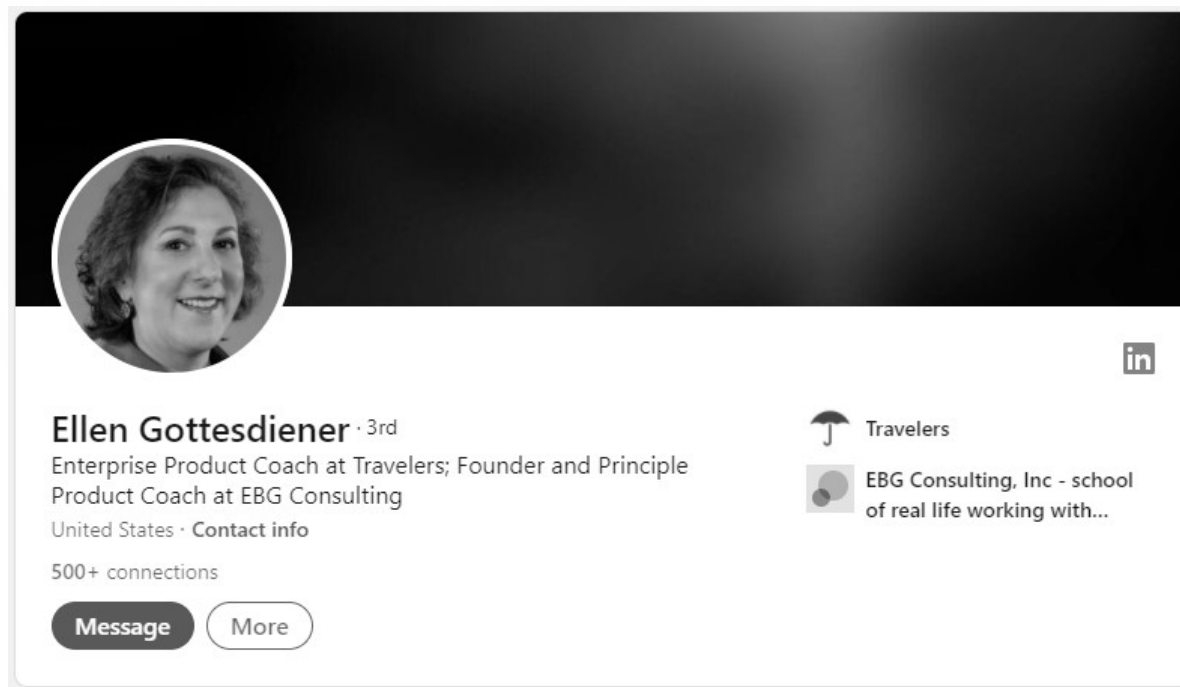 in
Ellen Gottesdiener · 3rd
Enterprise Product Coach at Travelers; Founder and Principle
Product Coach at EBG Consulting
United States · Contact info
500+ connections
Message
More
Travelers
EBG Consulting, Inc - school
of real life working with...